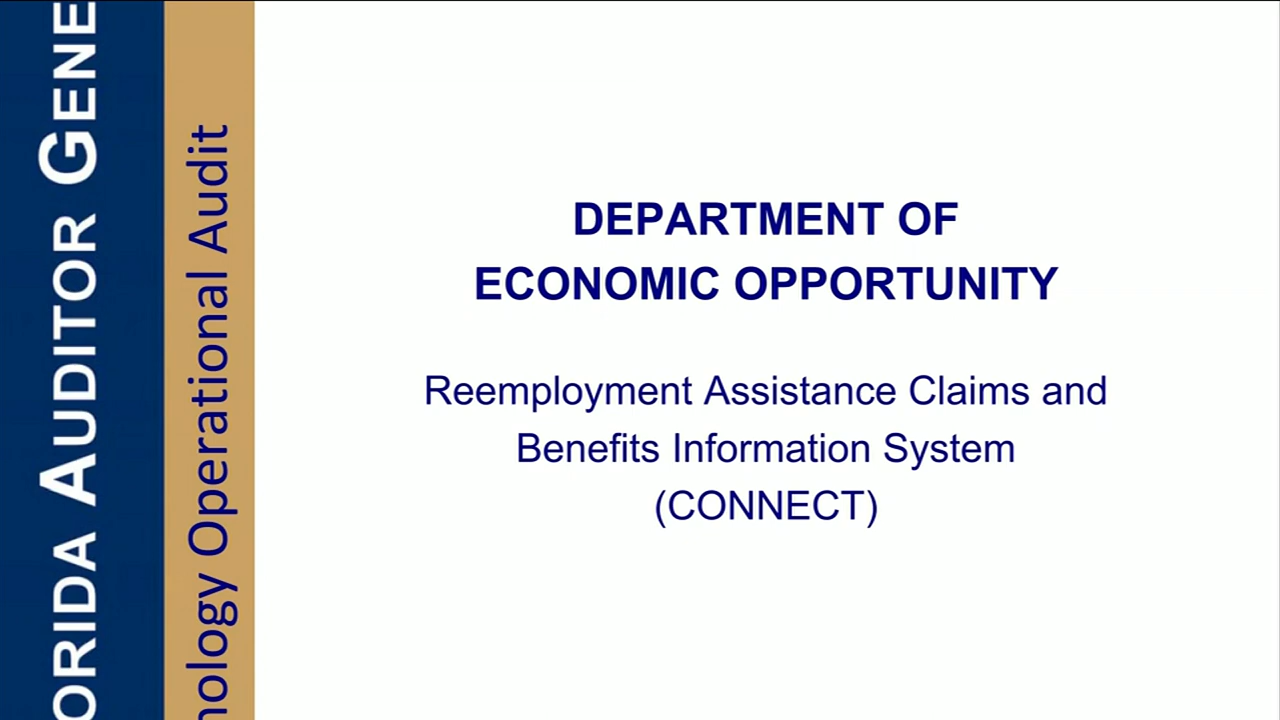 ORIDA AUDITOR GENE
nology Operational Audit
DEPARTMENT OF
ECONOMIC OPPORTUNITY
Reemployment Assistance Claims and
Benefits Information System
(CONNECT)